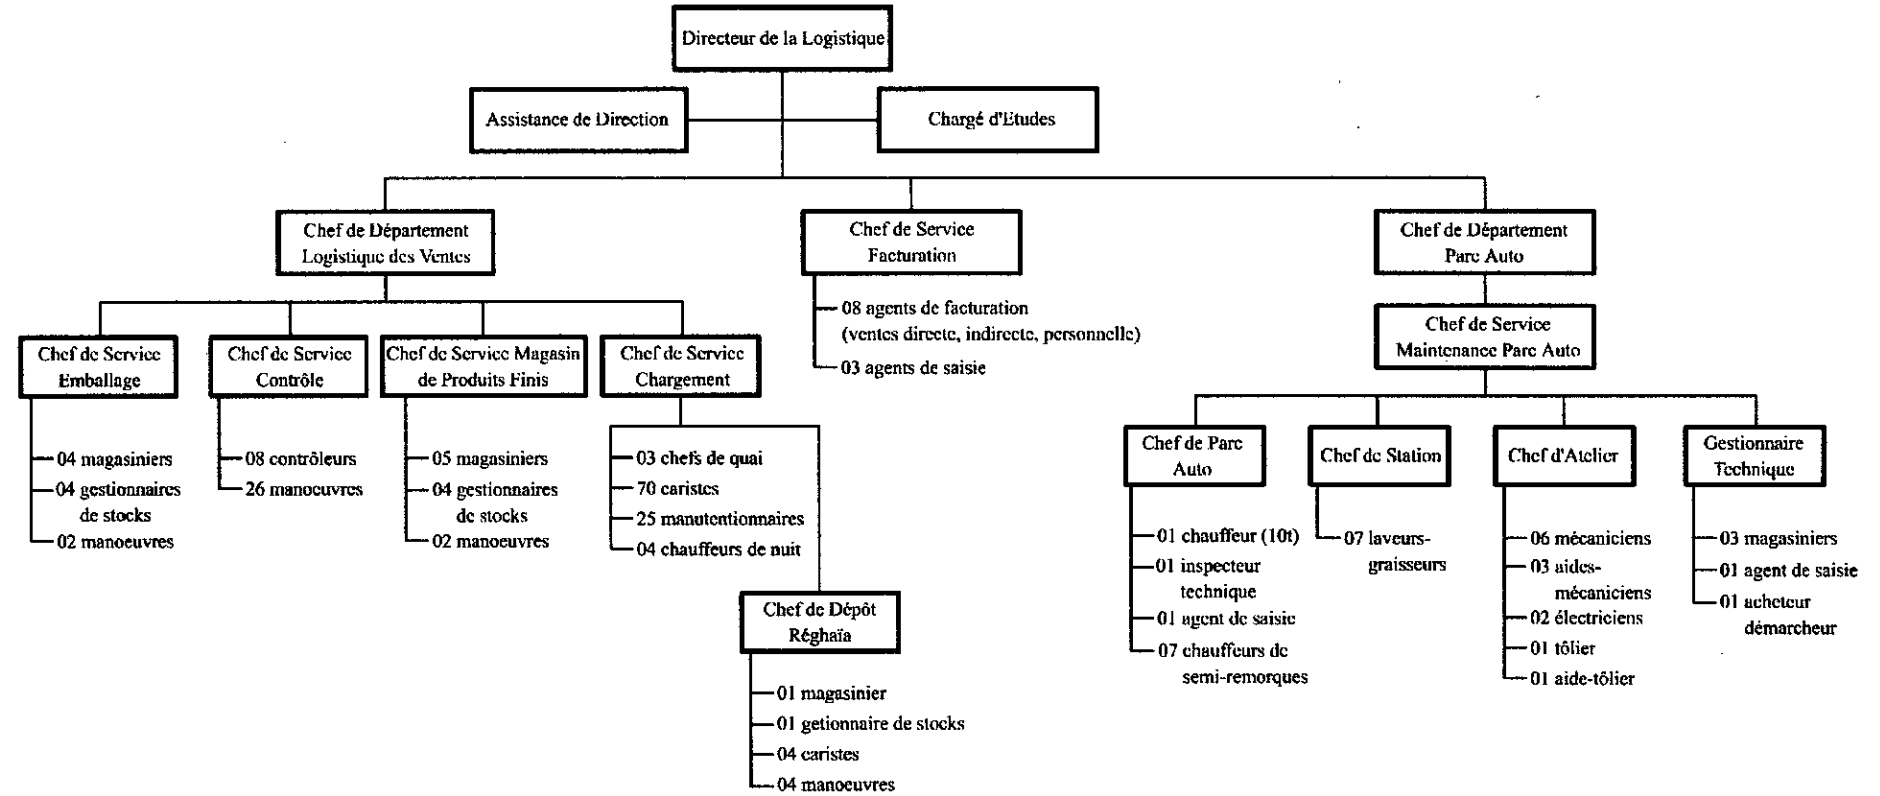 Directeur de la Logistique
Assistance de Direction
Chargé d'Etudes
Chef de Département
Logistique des Ventes
Chef de Service
Facturation
Chef de Département
Parc Auto
08 agents de facturation
(ventes directe, indirecte, personnelle)
03 agents de saisie
Chef de Service
Maintenance Parc Auto
Chef de Service
Emballage
Chef de Service
Contrôle
Chef de Service Magasin
de Produits Finis
Chef de Service
Chargement
04 magasiniers
04 gestionnaires
de stocks
02 manoeuvres
08 contrôleurs
26 manoeuvres
05 magasiniers
04 gestionnaires
de stocks
02 manoeuvres
03 chefs de quai
70 caristes
25 manutentionnaires
04 chauffeurs de nuit
Chef de Dépôt
Réghaïa
01 magasinier
01 getionnaire de stocks
04 caristes
04 manoeuvres
Chef de Parc
Auto
Chef de Station
Chef d'Atelier
Gestionnaire
Technique
01 chauffeur (10t)
01 inspecteur
technique
01 agent de saisie
07 chauffeurs de
semi-remorques
07 laveurs-
graisseurs
06 mécaniciens
03 aides-
mécaniciens
02 électriciens
01 tôlier
01 aide-tôlier
03 magasiniers
01 agent de saisie
01 acheteur
démarcheur